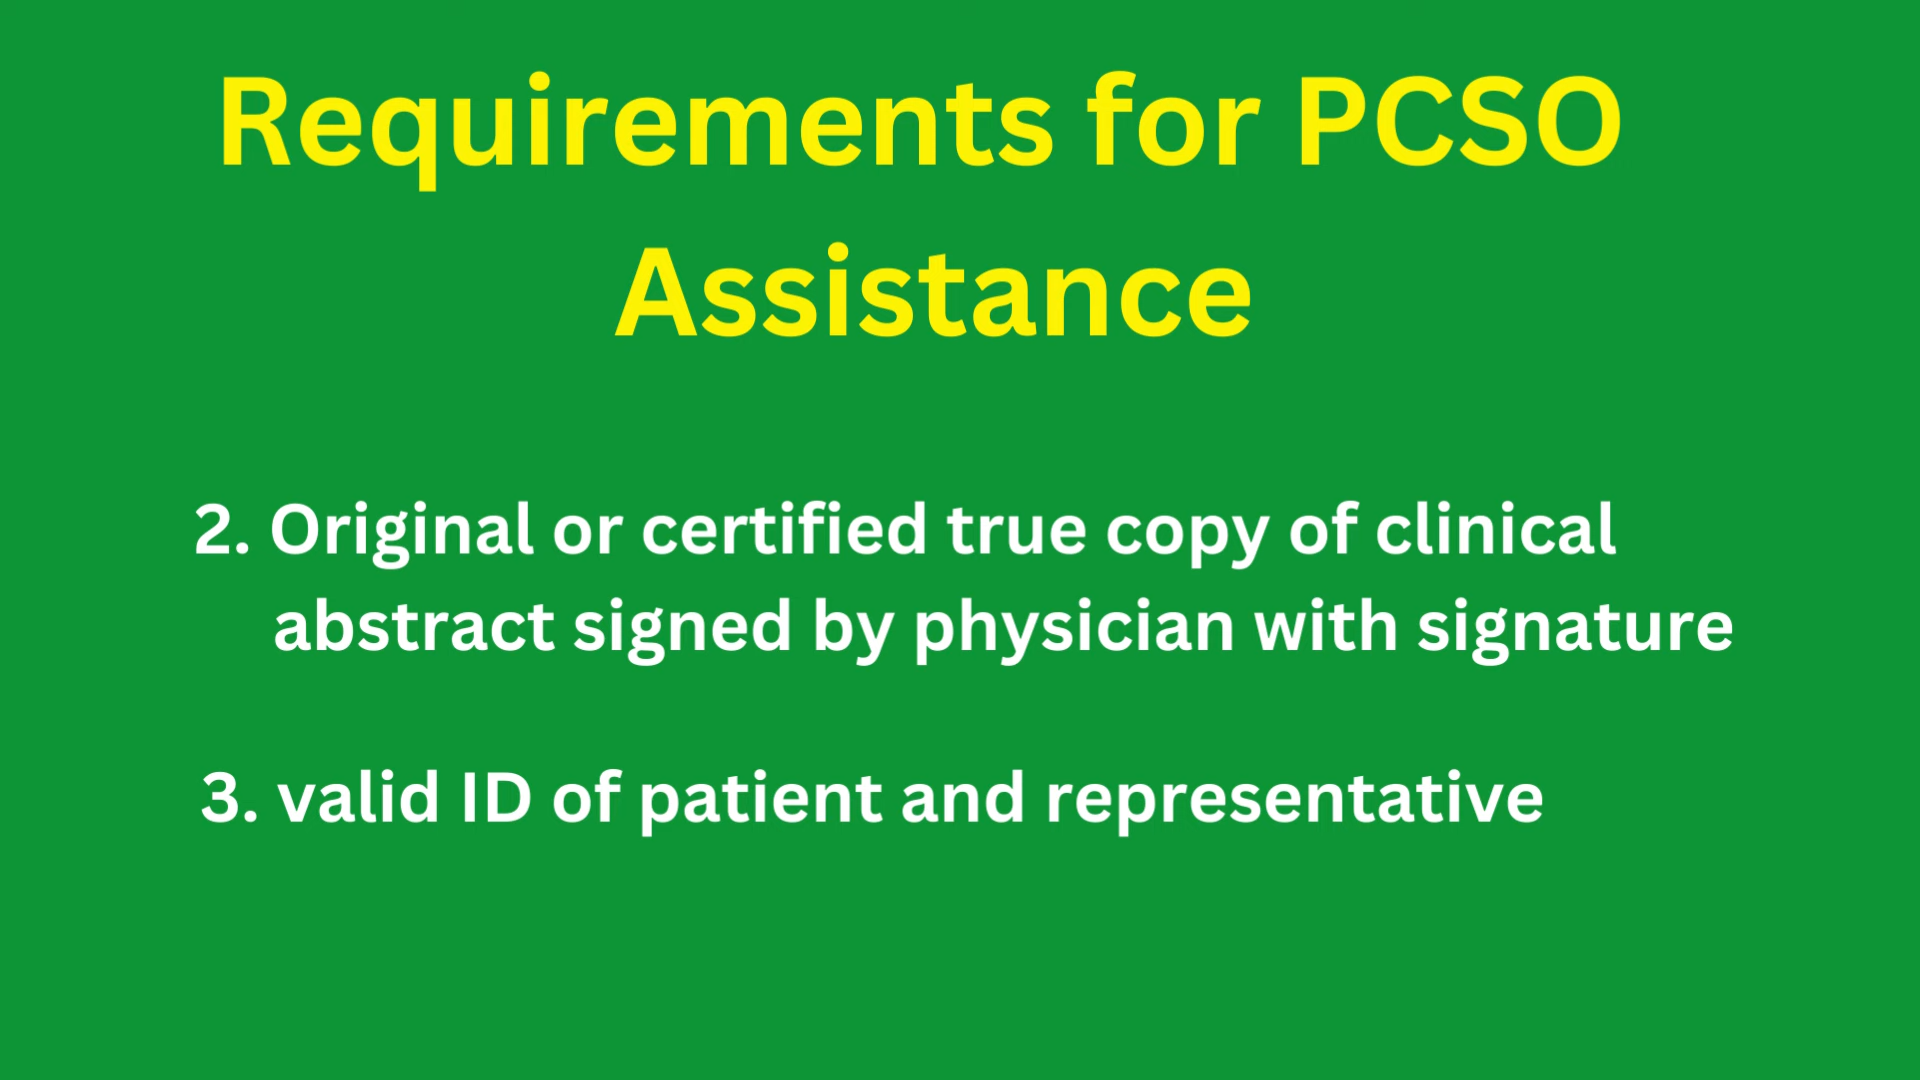 Requirements for PCSO
Assistance
2. Original or certified true copy of clinical
abstract signed by physician with signature
3. valid ID of patient and representative